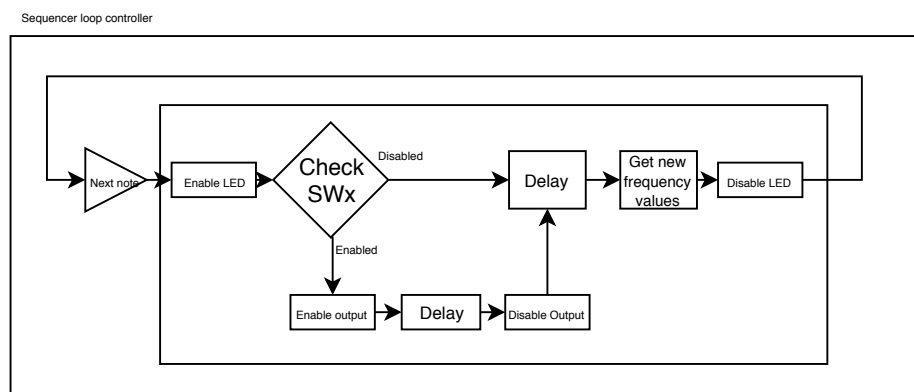 Sequencer loop controller
Next note
Enable LED
Check
SWx
Disabled
Delay
Get new
frequency
values
Disable LED
Enabled
Enable output
Delay
Disable Output